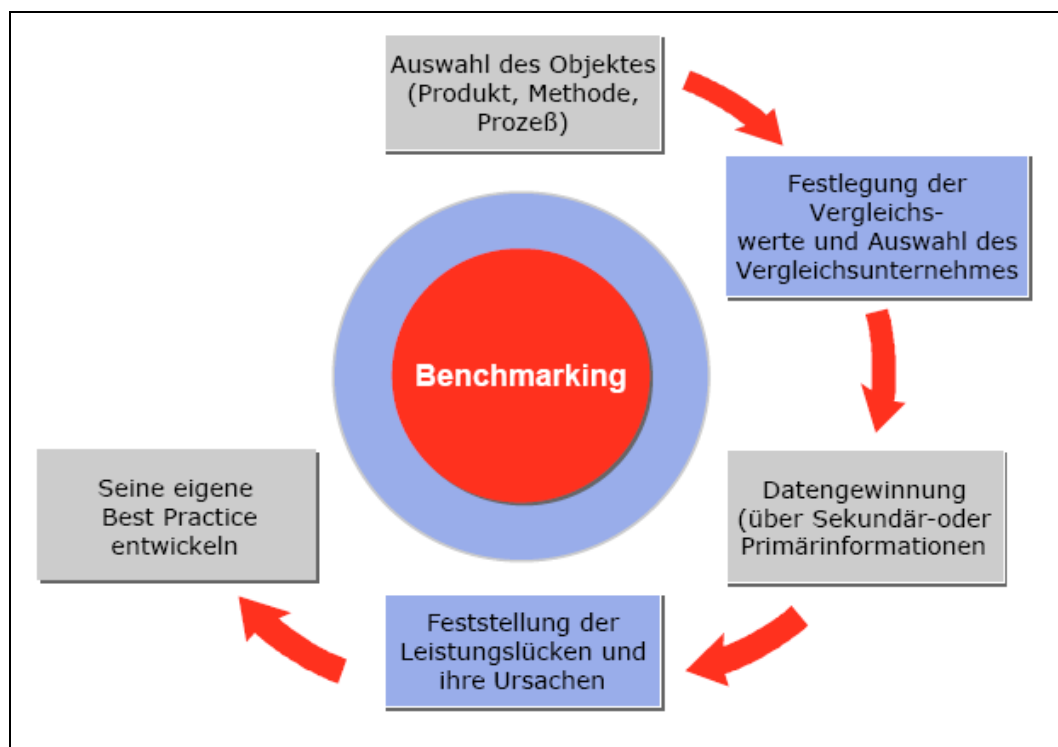 Auswahl des Objektes
(Produkt, Methode,
Prozeß)
Festlegung der
Vergleichs-
werte und Auswahl des
Vergleichsunternehmes
Benchmarking
Datengewinnung
(über Sekundär-oder
Primärinformationen
Feststellung der
Leistungslücken und
ihre Ursachen
Seine eigene
Best Practice
entwickeln